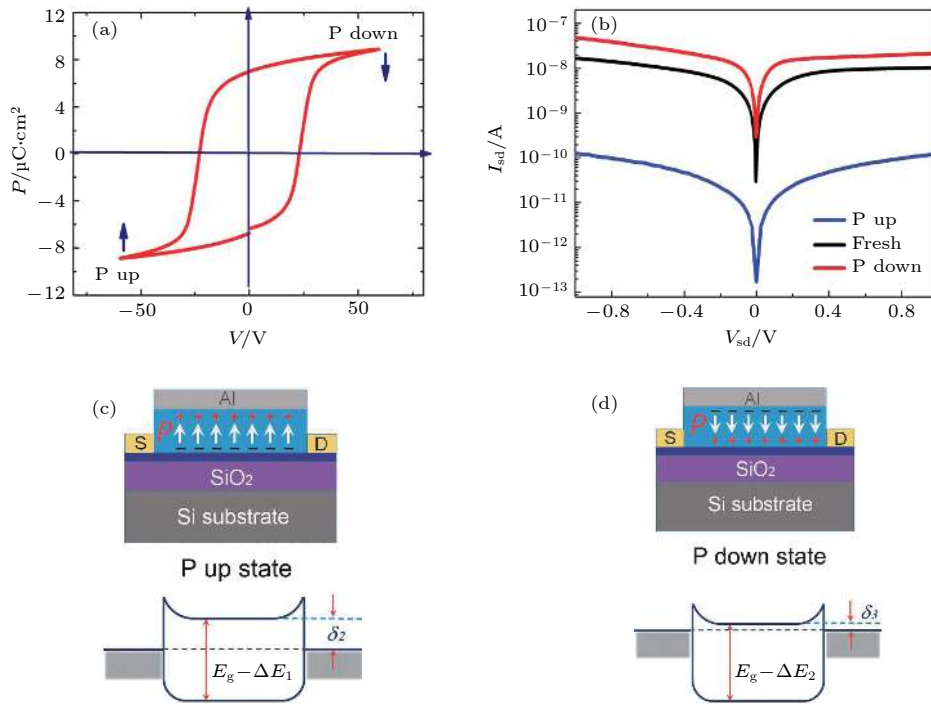 (a)
P down
P up
P/µC·cm²
12
8
4
0
−4
−8
−12
−50
0
50
V/V
(b)
I_sd/A
10⁻⁷
10⁻⁸
10⁻⁹
10⁻¹⁰
10⁻¹¹
10⁻¹²
10⁻¹³
P up
Fresh
P down
−0.8
−0.4
0
0.4
0.8
V_sd/V
(c)
Al
P
S
D
SiO₂
Si substrate
P up state
δ₂
E_g−ΔE₁
(d)
Al
P
S
D
SiO₂
Si substrate
P down state
δ₃
E_g−ΔE₂